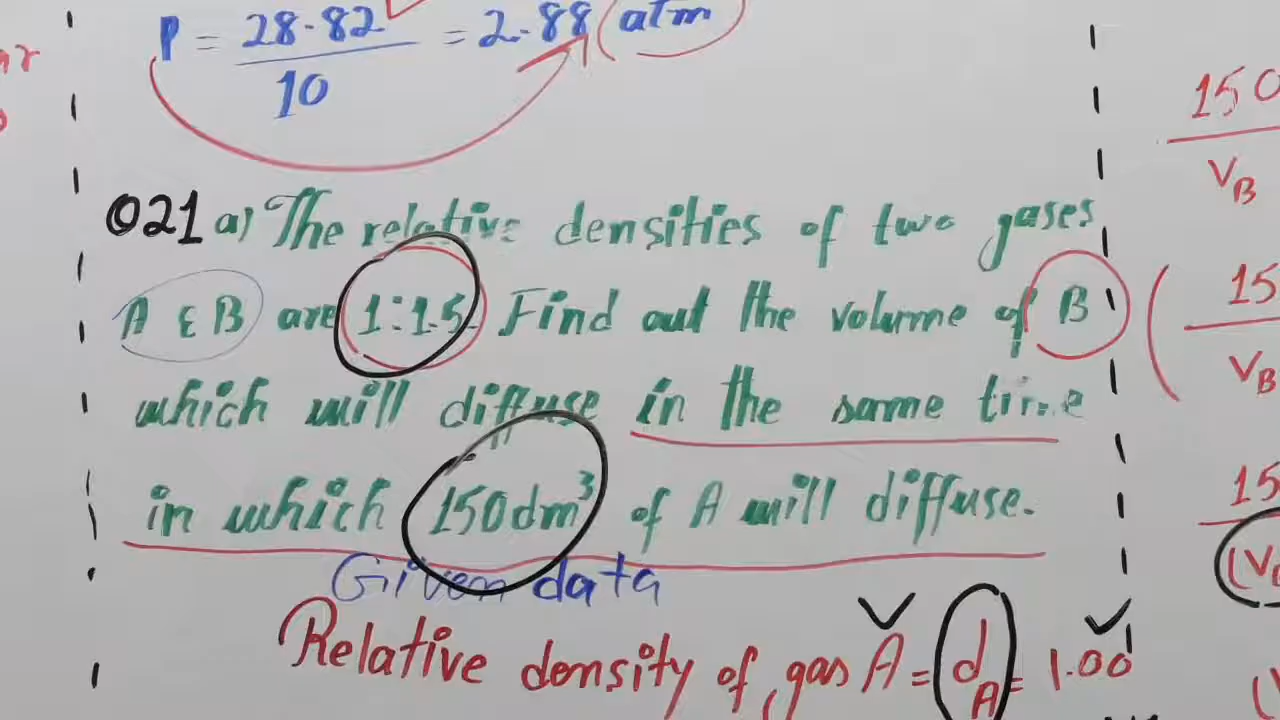 P = 28.82 / 10 = 2.88 (atm)
Q21 a) The relative densities of two gases
A & B are 1:1.5. Find out the volume of B
which will diffuse in the same time
in which 150dm³ of A will diffuse.
Given data
Relative density of gas A = dA = 1.00
150
VB
15
VB
15